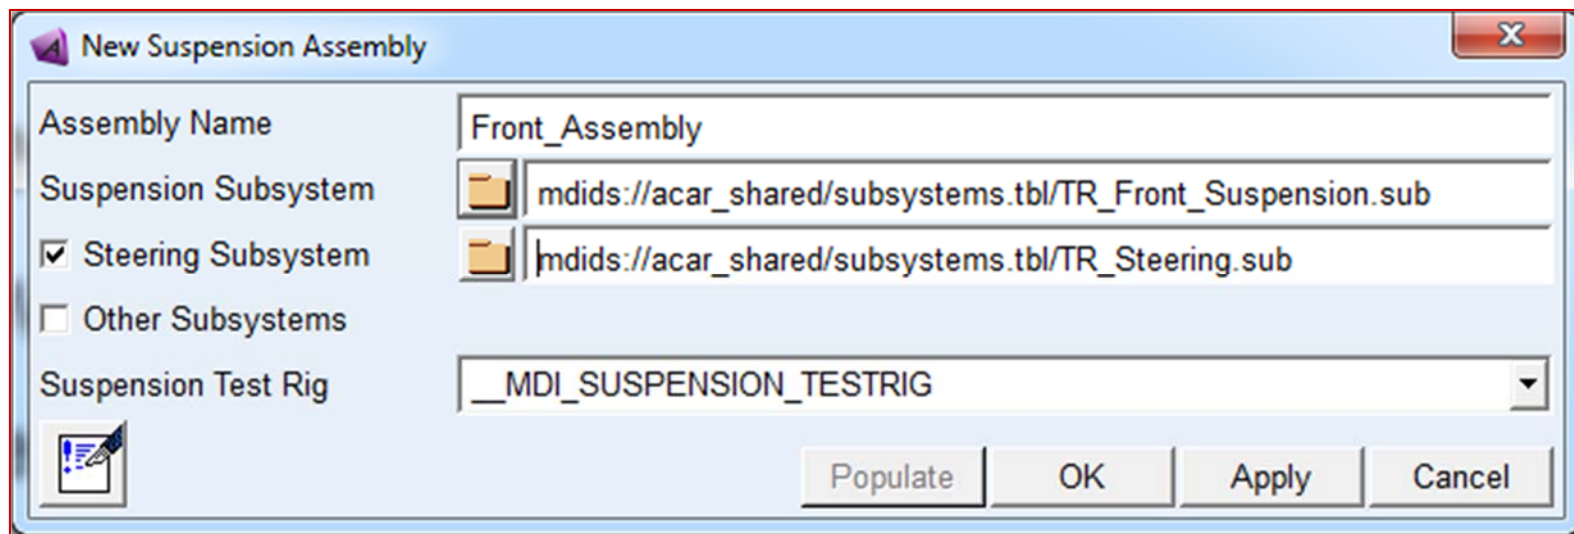 New Suspension Assembly
Assembly Name Front_Assembly
Suspension Subsystem mdids://acar_shared/subsystems.tbl/TR_Front_Suspension.sub
Steering Subsystem mdids://acar_shared/subsystems.tbl/TR_Steering.sub
Other Subsystems
Suspension Test Rig __MDI_SUSPENSION_TESTRIG
Populate OK Apply Cancel